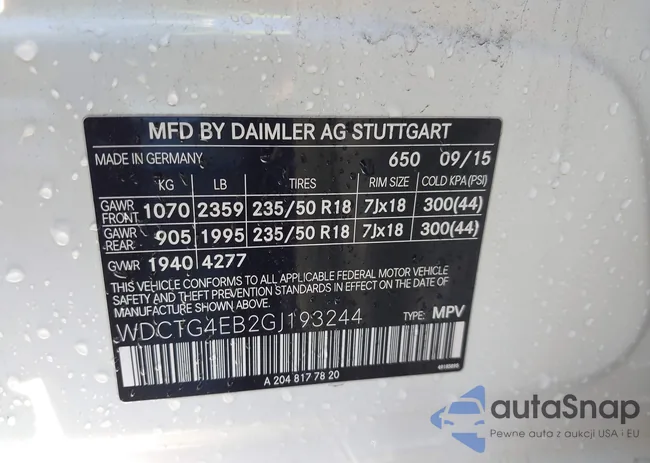 MFD BY DAIMLER AG STUTTGART
MADE IN GERMANY 650 09/15
KG LB TIRES RIM SIZE COLD KPA(PSI)
GAWR FRONT 1070 2359 235/50 R18 7Jx18 300(44)
GAWR REAR 905 1995 235/50 R18 7Jx18 300(44)
GVWR 1940 4277
THIS VEHICLE CONFORMS TO ALL APPLICABLE FEDERAL MOTOR VEHICLE
SAFETY AND THEFT PREVENTION STANDARDS IN EFFECT ON THE DATE OF
MANUFACTURE SHOWN ABOVE.
WDCTG4EB2GJ193244 TYPE: MPV
A 204 817 78 20
autaSnap
Pewne auta z aukcji USA i EU